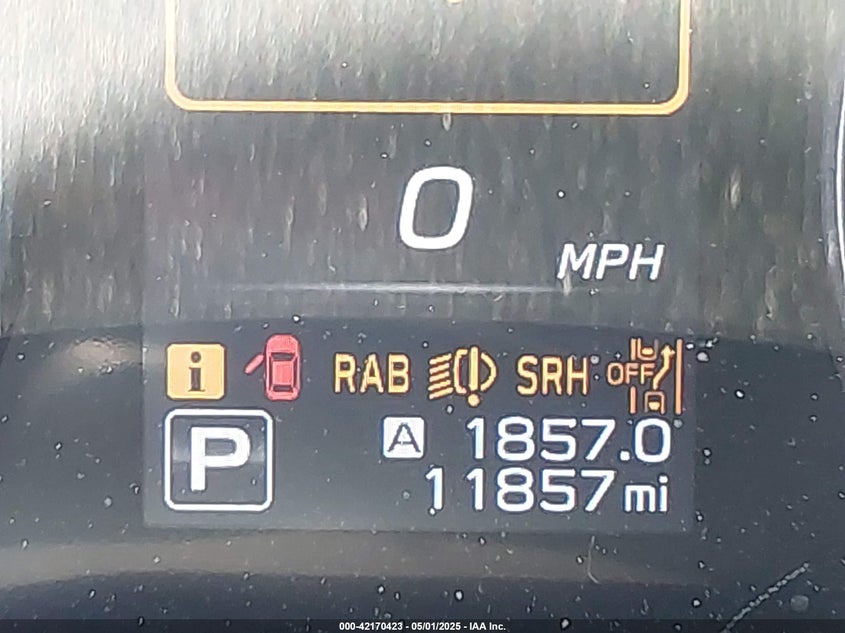 0
MPH
i RAB SRH OFF
P A 1857.0
11857 mi
000-42170423 - 05/01/2025 - IAA Inc.